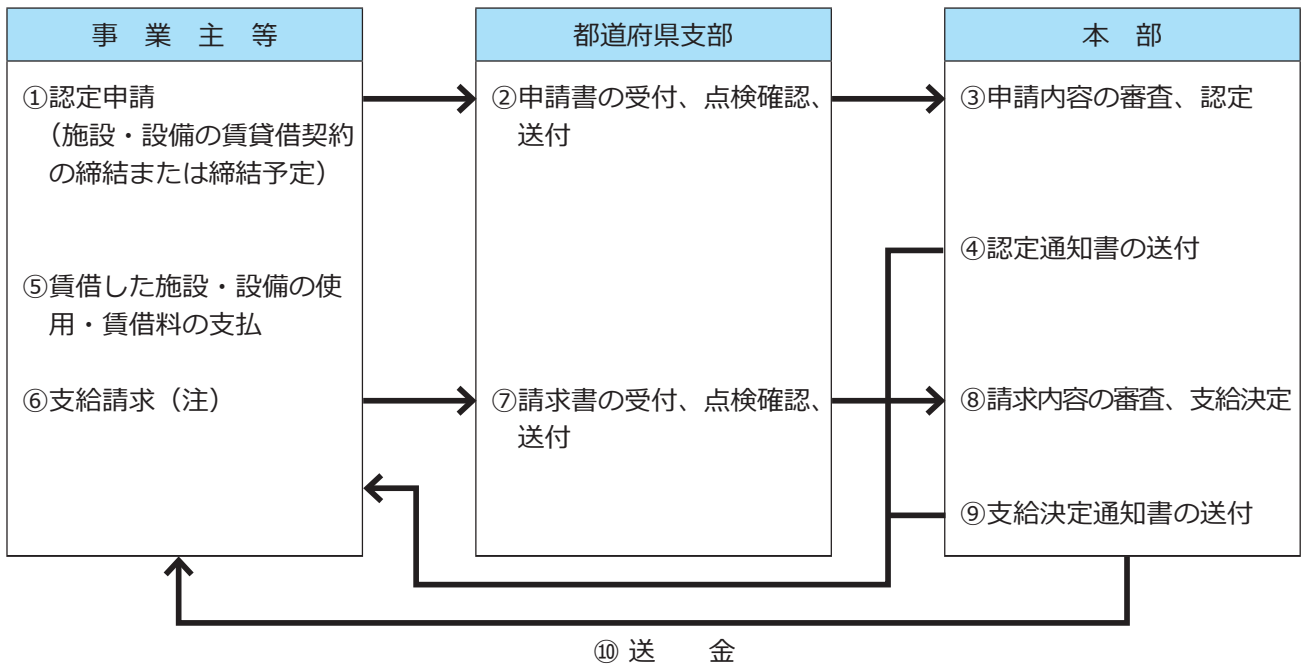 事 業 主 等
①認定申請
（施設・設備の賃貸借契約
の締結または締結予定）
⑤賃借した施設・設備の使
用・賃借料の支払
⑥支給請求（注）
都道府県支部
②申請書の受付、点検確認、
送付
⑦請求書の受付、点検確認、
送付
本 部
③申請内容の審査、認定
④認定通知書の送付
⑧請求内容の審査、支給決定
⑨支給決定通知書の送付
⑩ 送 金